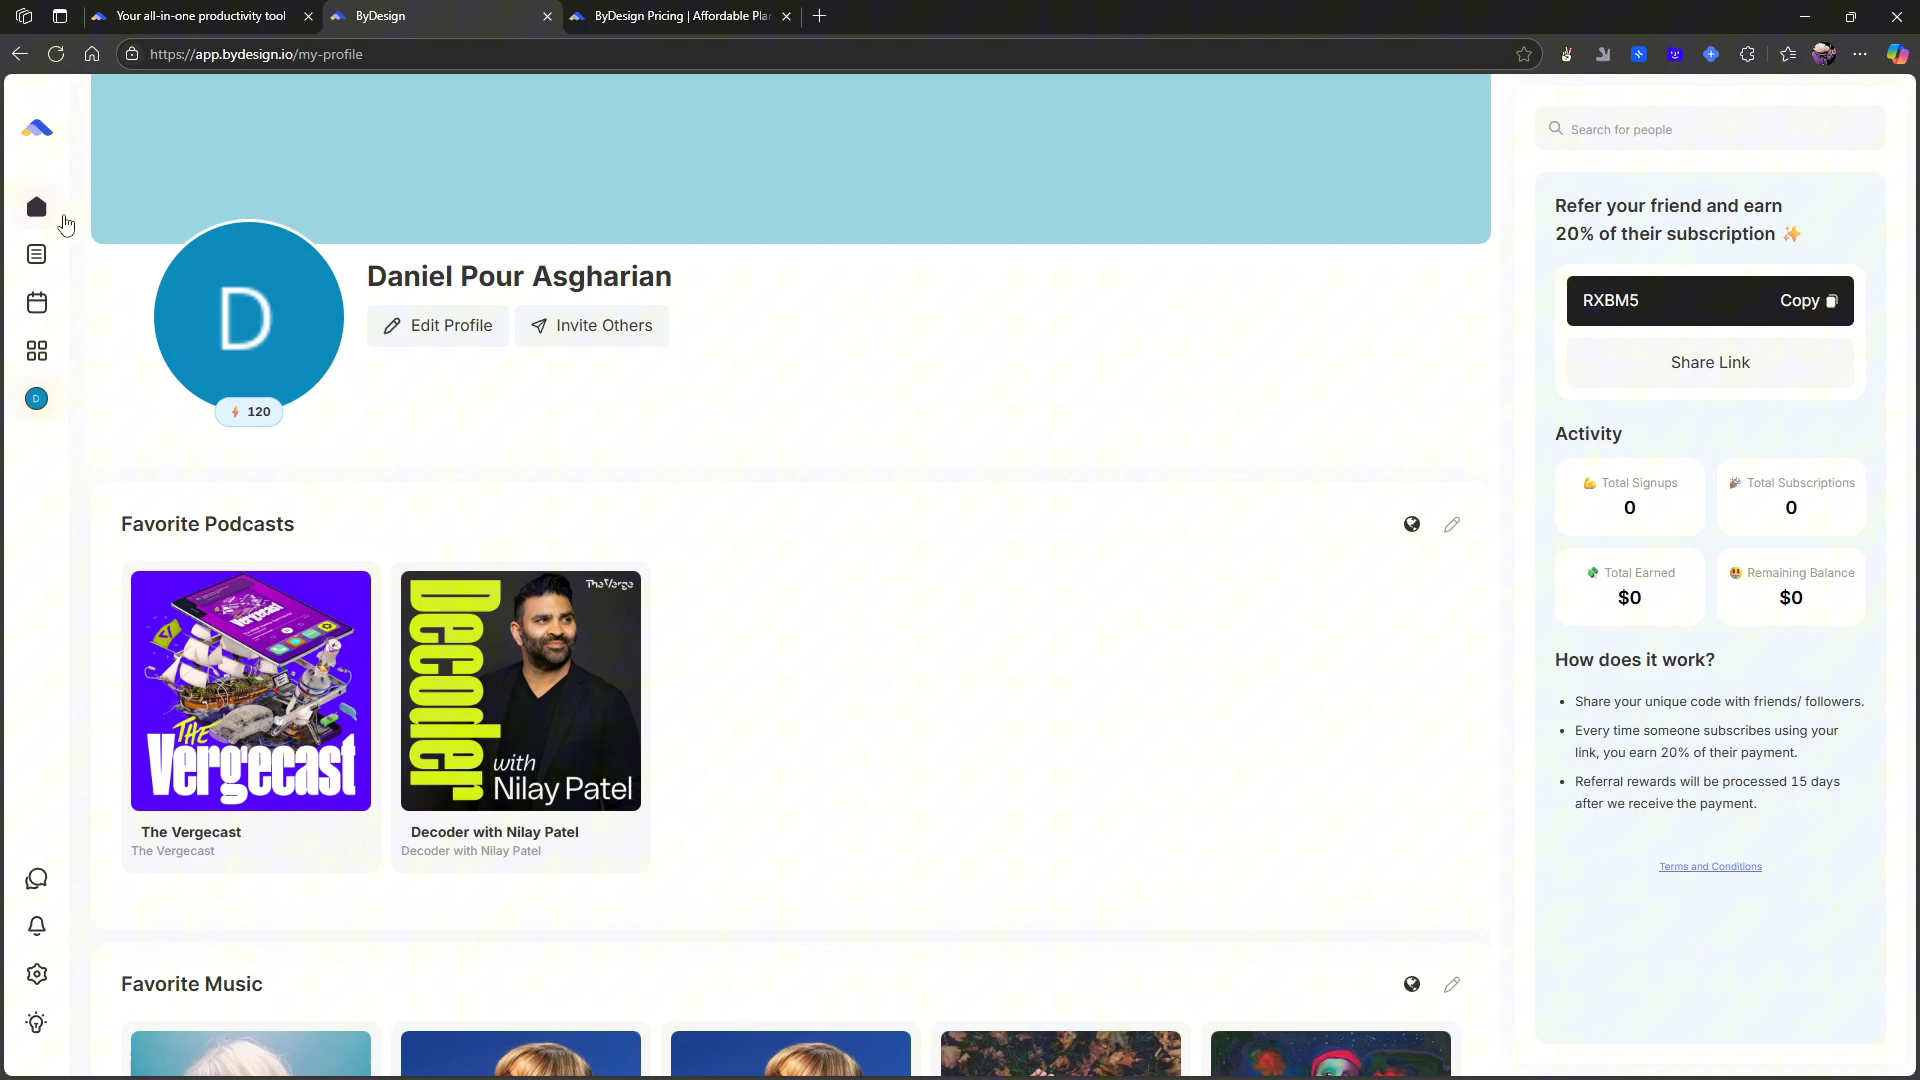 Your all-in-one productivity tool
ByDesign
ByDesign Pricing | Affordable Pla
https://app.bydesign.io/my-profile
Search for people
Refer your friend and earn
20% of their subscription ✨
RXBM5
Copy
Share Link
D
Daniel Pour Asgharian
Edit Profile
Invite Others
120
D
Activity
💪 Total Signups
0
🎉 Total Subscriptions
0
💸 Total Earned
$0
🤑 Remaining Balance
$0
How does it work?
• Share your unique code with friends/ followers.
• Every time someone subscribes using your
link, you earn 20% of their payment.
• Referral rewards will be processed 15 days
after we receive the payment.
Terms and Conditions
Favorite Podcasts
THE
Vergecast
The Vergecast
The Vergecast
TheVerge
Decoder
with
Nilay Patel
Decoder with Nilay Patel
Decoder with Nilay Patel
Favorite Music